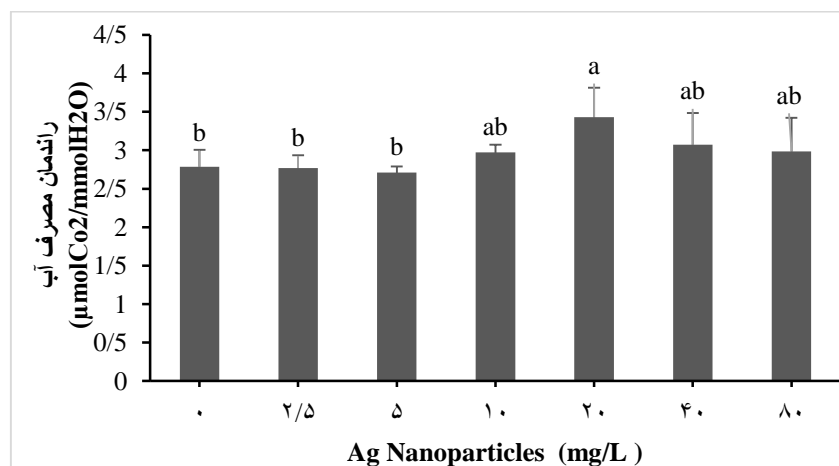 راندمان مصرف آب
(µmolCo2/mmolH2O)
4/5
4
3/5
3
2/5
2
1/5
1
0/5
0
b b b ab a ab ab
۰ ۲/۵ ۵ ۱۰ ۲۰ ۴۰ ۸۰
Ag Nanoparticles (mg/L )